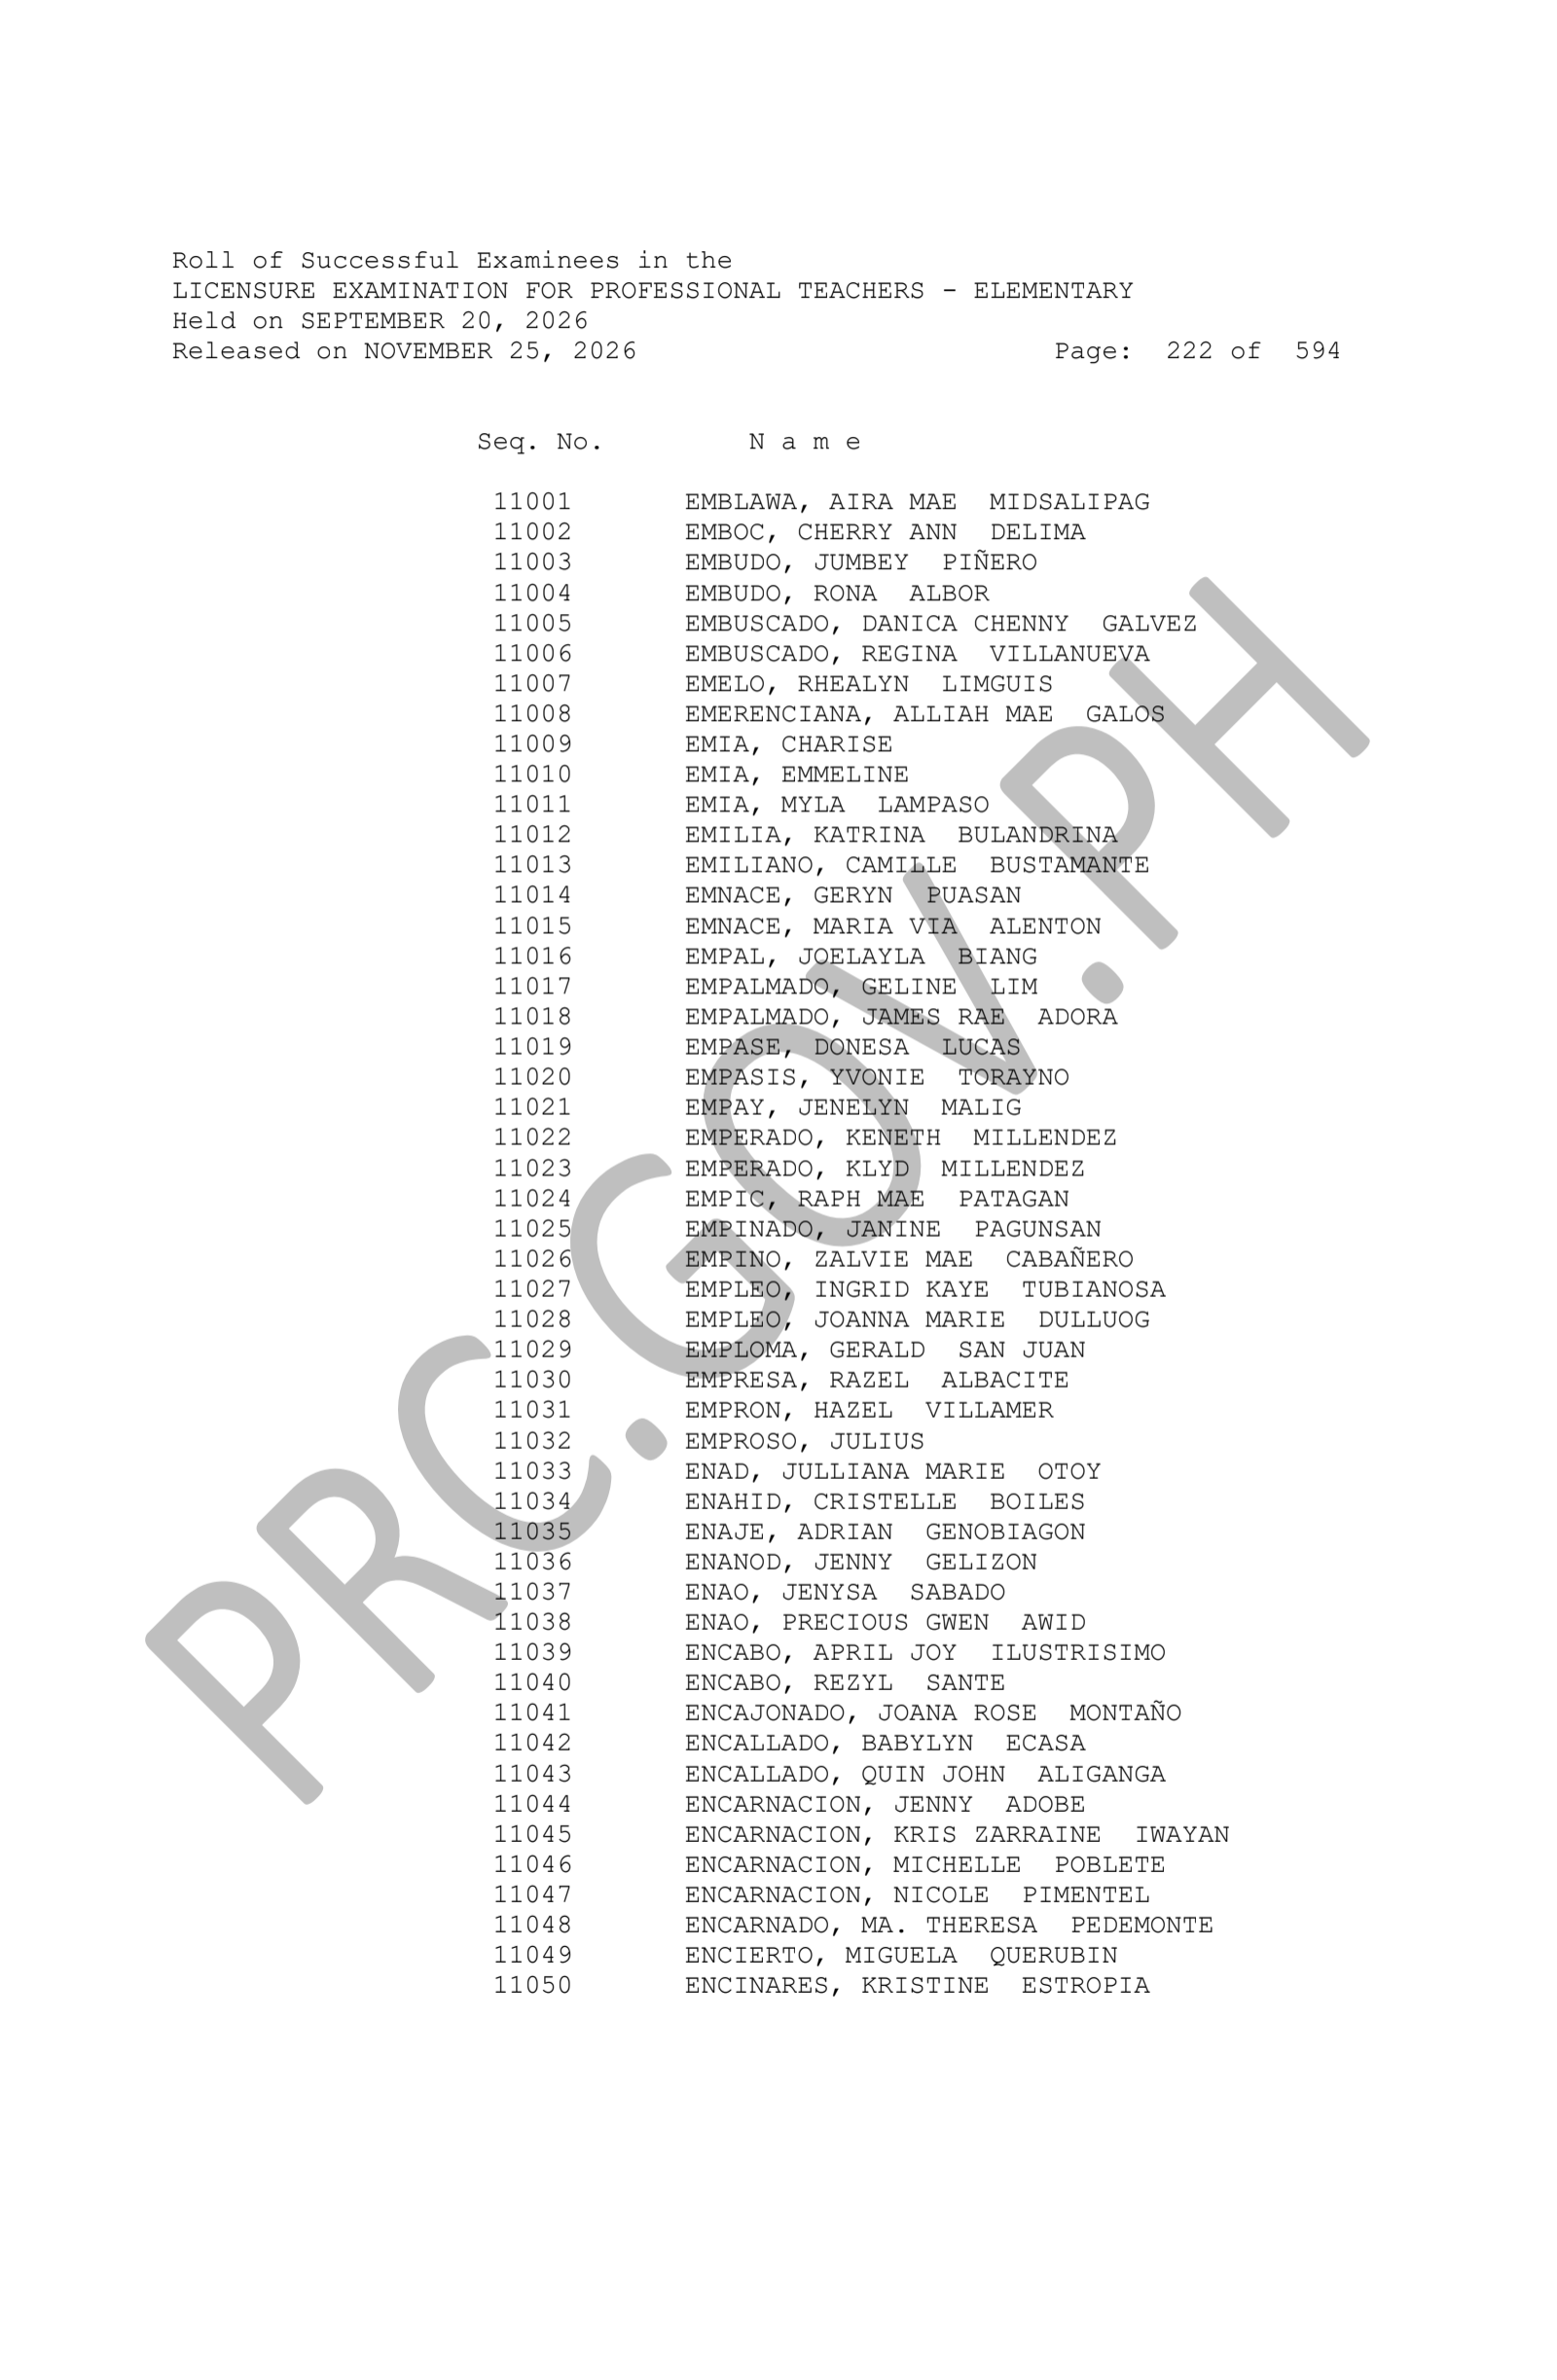 Roll of Successful Examinees in the
LICENSURE EXAMINATION FOR PROFESSIONAL TEACHERS - ELEMENTARY
Held on SEPTEMBER 20, 2026
Released on NOVEMBER 25, 2026 Page: 222 of 594
Seq. No. N a m e
11001 EMBLAWA, AIRA MAE MIDSALIPAG
11002 EMBOC, CHERRY ANN DELIMA
11003 EMBUDO, JUMBEY PIÑERO
11004 EMBUDO, RONA ALBOR
11005 EMBUSCADO, DANICA CHENNY GALVEZ
11006 EMBUSCADO, REGINA VILLANUEVA
11007 EMELO, RHEALYN LIMGUIS
11008 EMERENCIANA, ALLIAH MAE GALOS
11009 EMIA, CHARISE
11010 EMIA, EMMELINE
11011 EMIA, MYLA LAMPASO
11012 EMILIA, KATRINA BULANDRINA
11013 EMILIANO, CAMILLE BUSTAMANTE
11014 EMNACE, GERYN PUASAN
11015 EMNACE, MARIA VIA ALENTON
11016 EMPAL, JOELAYLA BIANG
11017 EMPALMADO, GELINE LIM
11018 EMPALMADO, JAMES RAE ADORA
11019 EMPASE, DONESA LUCAS
11020 EMPASIS, YVONIE TORAYNO
11021 EMPAY, JENELYN MALIG
11022 EMPERADO, KENETH MILLENDEZ
11023 EMPERADO, KLYD MILLENDEZ
11024 EMPIC, RAPH MAE PATAGAN
11025 EMPINADO, JANINE PAGUNSAN
11026 EMPINO, ZALVIE MAE CABAÑERO
11027 EMPLEO, INGRID KAYE TUBIANOSA
11028 EMPLEO, JOANNA MARIE DULLUOG
11029 EMPLOMA, GERALD SAN JUAN
11030 EMPRESA, RAZEL ALBACITE
11031 EMPRON, HAZEL VILLAMER
11032 EMPROSO, JULIUS
11033 ENAD, JULLIANA MARIE OTOY
11034 ENAHID, CRISTELLE BOILES
11035 ENAJE, ADRIAN GENOBIAGON
11036 ENANOD, JENNY GELIZON
11037 ENAO, JENYSA SABADO
11038 ENAO, PRECIOUS GWEN AWID
11039 ENCABO, APRIL JOY ILUSTRISIMO
11040 ENCABO, REZYL SANTE
11041 ENCAJONADO, JOANA ROSE MONTAÑO
11042 ENCALLADO, BABYLYN ECASA
11043 ENCALLADO, QUIN JOHN ALIGANGA
11044 ENCARNACION, JENNY ADOBE
11045 ENCARNACION, KRIS ZARRAINE IWAYAN
11046 ENCARNACION, MICHELLE POBLETE
11047 ENCARNACION, NICOLE PIMENTEL
11048 ENCARNADO, MA. THERESA PEDEMONTE
11049 ENCIERTO, MIGUELA QUERUBIN
11050 ENCINARES, KRISTINE ESTROPIA
PRC.GOV.PH